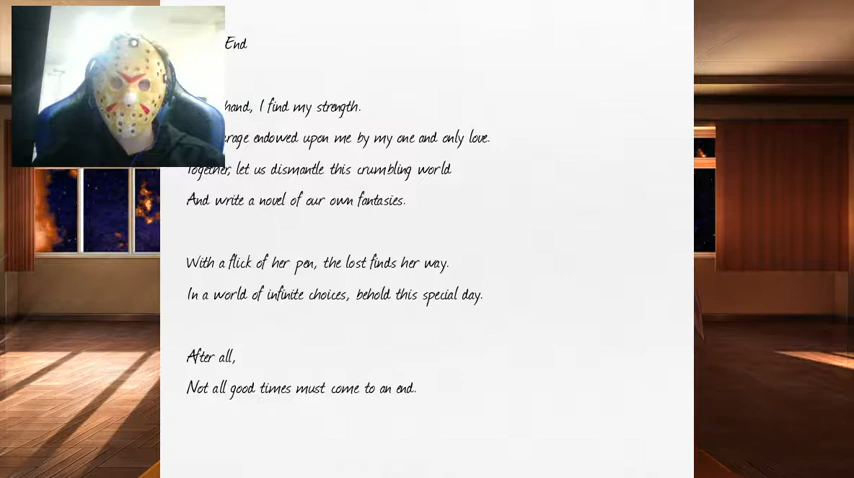 End
hand, I find my strength.
endowed upon me by my one and only love.
Together, let us dismantle this crumbling world
And write a novel of our own fantasies.
With a flick of her pen, the lost finds her way.
In a world of infinite choices, behold this special day.
After all,
Not all good times must come to an end.